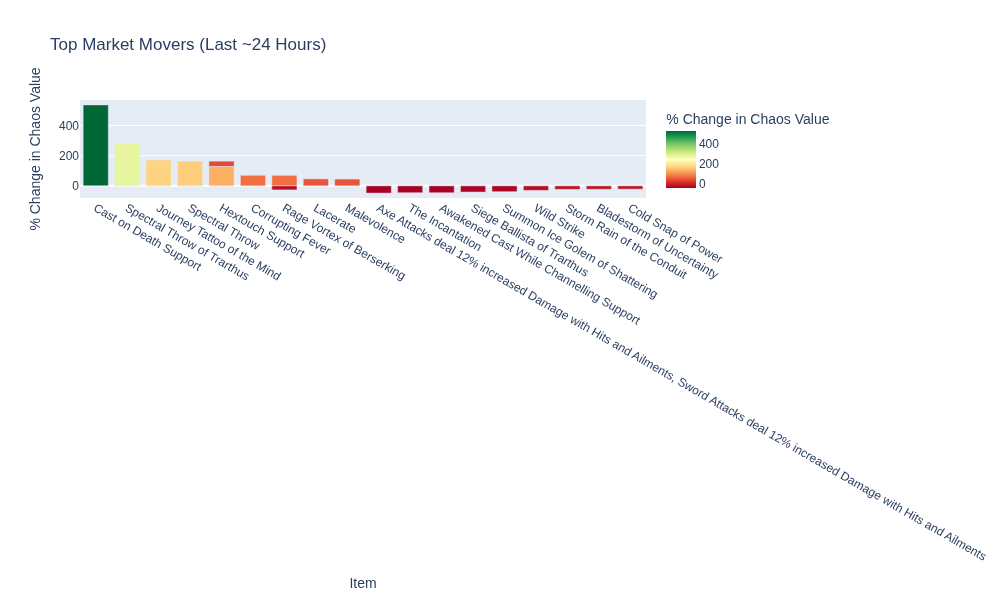 Top Market Movers (Last ~24 Hours)
% Change in Chaos Value
400
200
0
Cast on Death Support
Spectral Throw of Trarthus
Journey Tattoo of the Mind
Spectral Throw
Hextouch Support
Corrupting Fever
Rage Vortex of Berserking
Lacerate
Malevolence
Axe Attacks deal 12% increased Damage with Hits and Ailments, Sword Attacks deal 12% increased Damage with Hits and Ailments
The Incantation
Awakened Cast While Channelling Support
Siege Ballista of Trarthus
Summon Ice Golem of Shattering
Wild Strike
Storm Rain of the Conduit
Bladestorm of Uncertainty
Cold Snap of Power
Item
% Change in Chaos Value
400
200
0